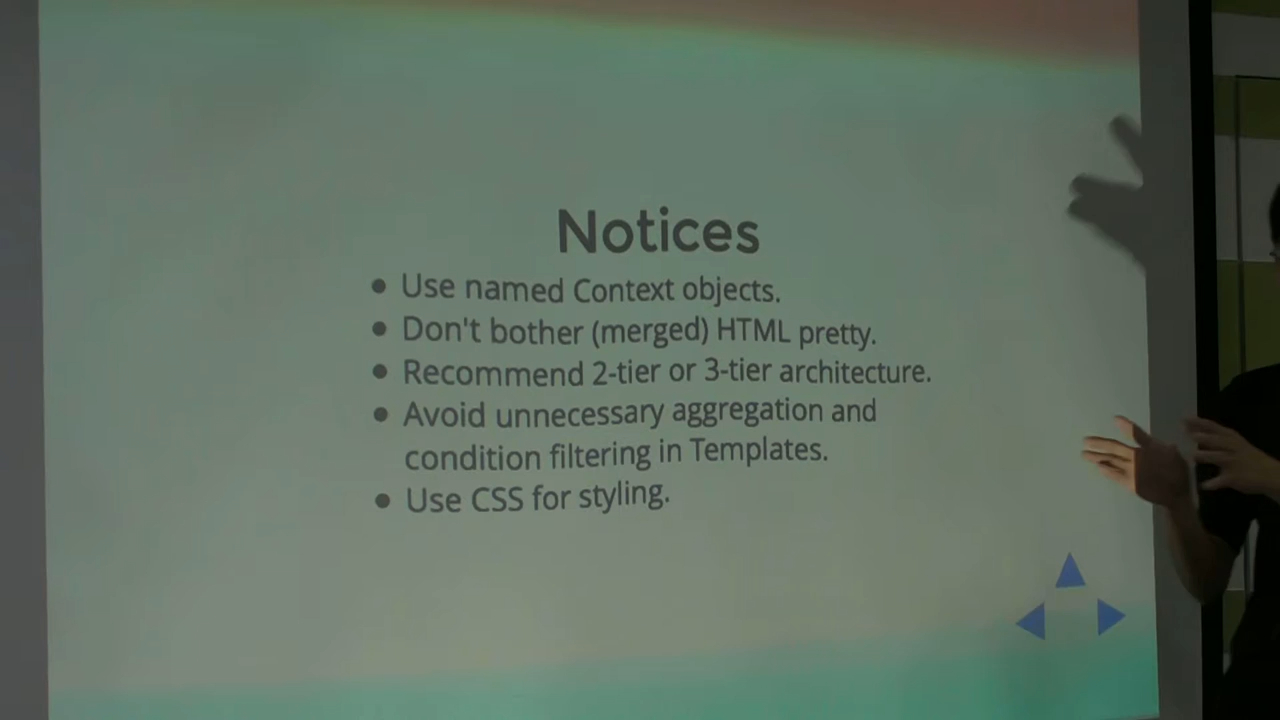 Notices
• Use named Context objects.
• Don't bother (merged) HTML pretty.
• Recommend 2-tier or 3-tier architecture.
• Avoid unnecessary aggregation and
condition filtering in Templates.
• Use CSS for styling.